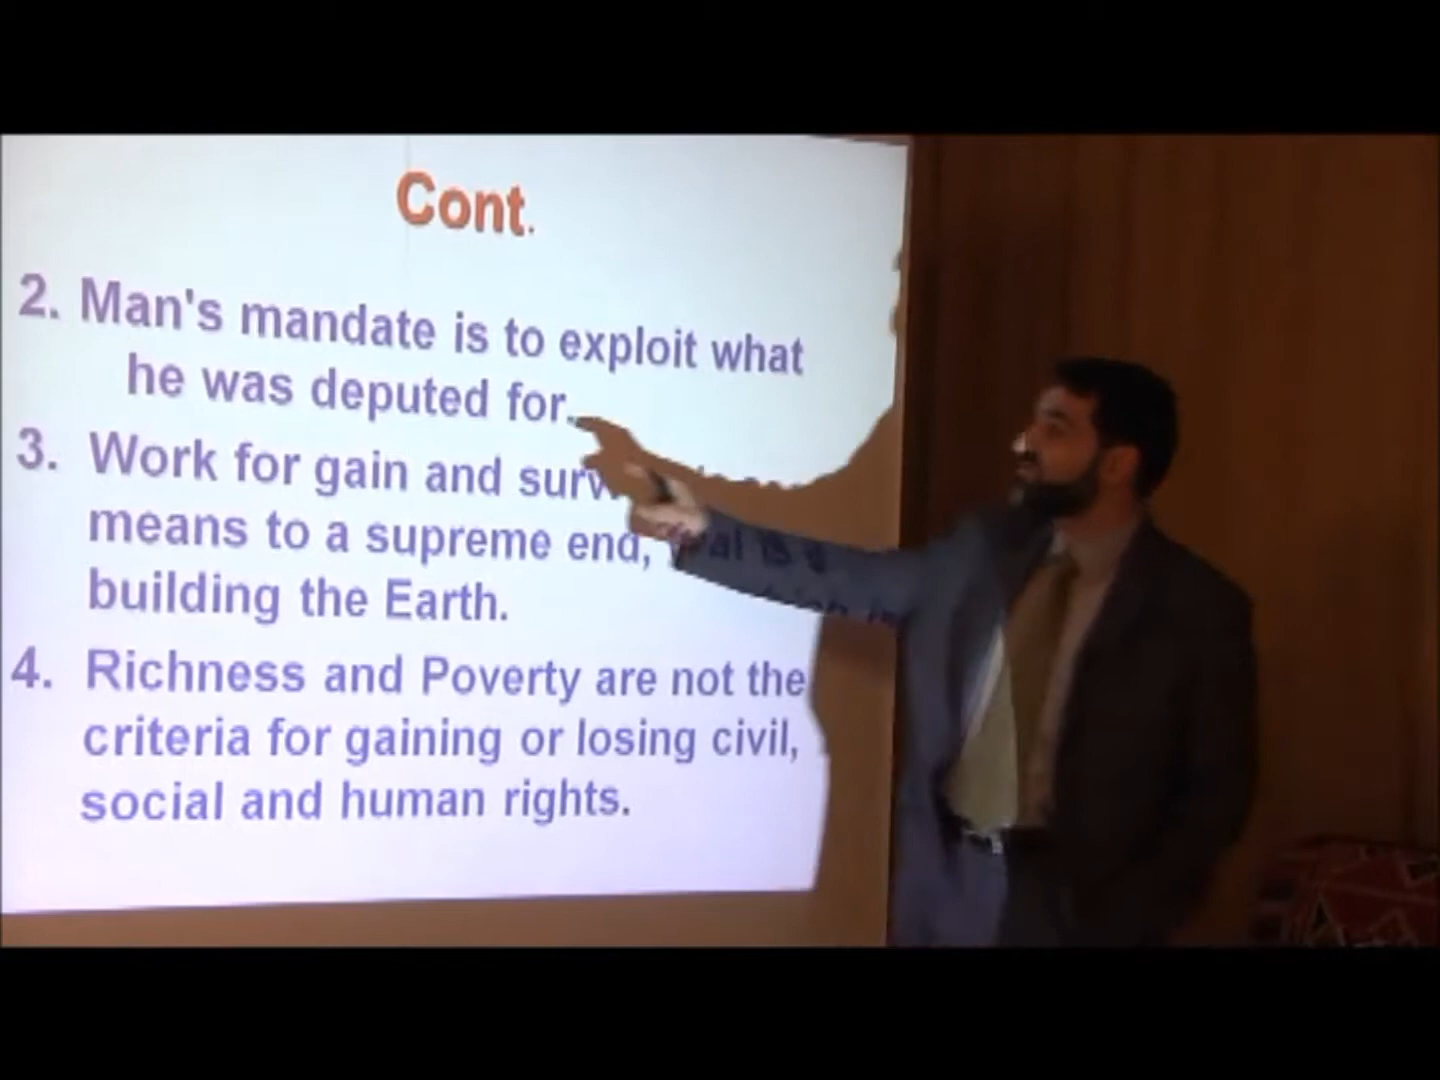 Cont.
2. Man's mandate is to exploit what
he was deputed for.
3. Work for gain and
means to a supreme end,
building the Earth.
4. Richness and Poverty are not the
criteria for gaining or losing civil,
social and human rights.